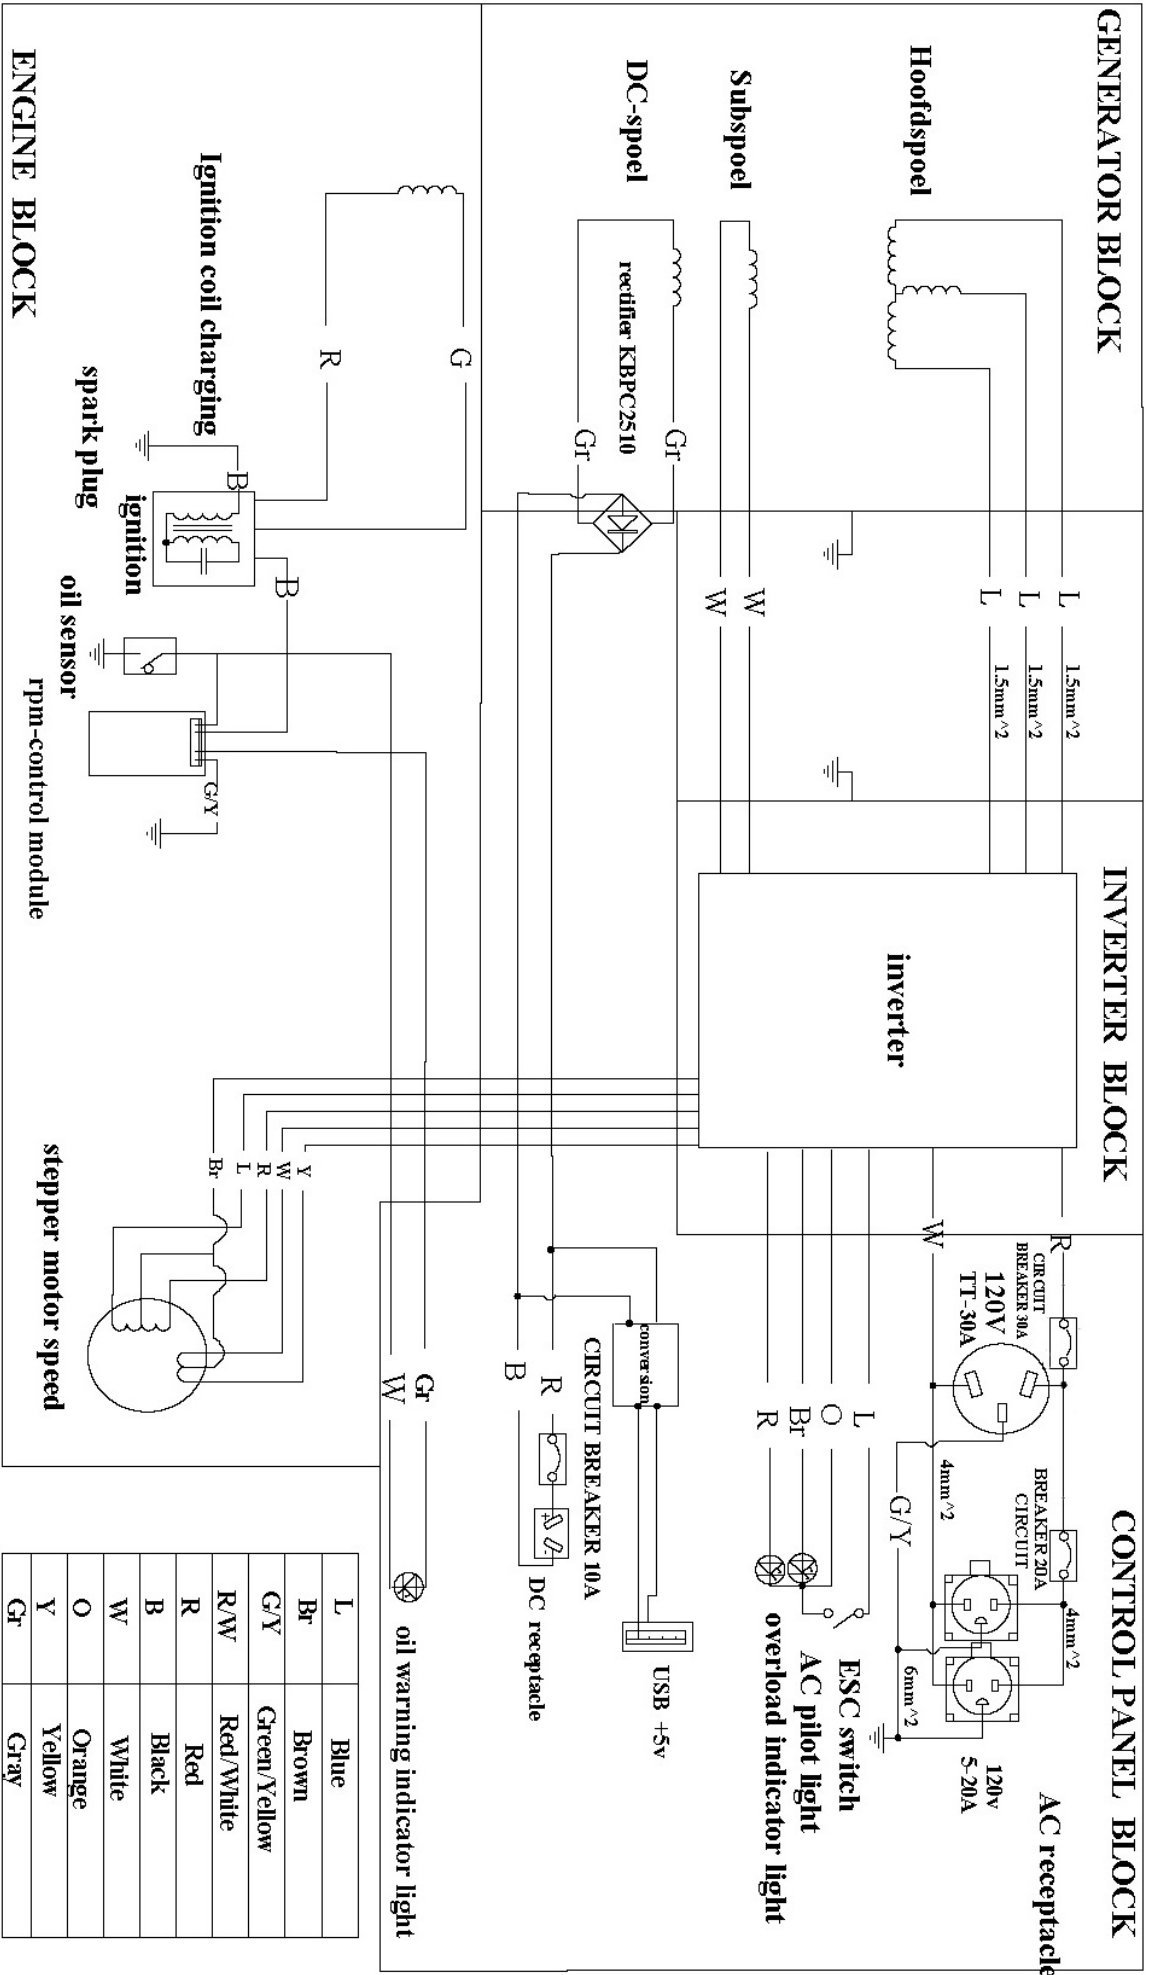 GENERATOR BLOCK
INVERTER BLOCK
CONTROL PANEL BLOCK
Hoofdspoel
L
1.5mm^2
L
1.5mm^2
L
1.5mm^2
Subspoel
W
W
DC-spoel
rectifier KBPC2510
Gr
Gr
inverter
R
W
CIRCUIT
BREAKER 30A
120V
TT-30A
4mm^2
G/Y
BREAKER 20A
CIRCUIT
4mm^2
6mm^2
120v
5-20A
AC receptacle
L
O
Br
R
ESC switch
AC pilot light
overload indicator light
conversion
USB +5v
CIRCUIT BREAKER 10A
R
B
DC receptacle
Gr
W
oil warning indicator light
ENGINE BLOCK
G
R
Ignition coil charging
spark plug
B
ignition
B
oil sensor
rpm-control module
G/Y
Y
W
R
L
Br
stepper motor speed
L Blue
Br Brown
G/Y Green/Yellow
R/W Red/White
R Red
B Black
W White
O Orange
Y Yellow
Gr Gray